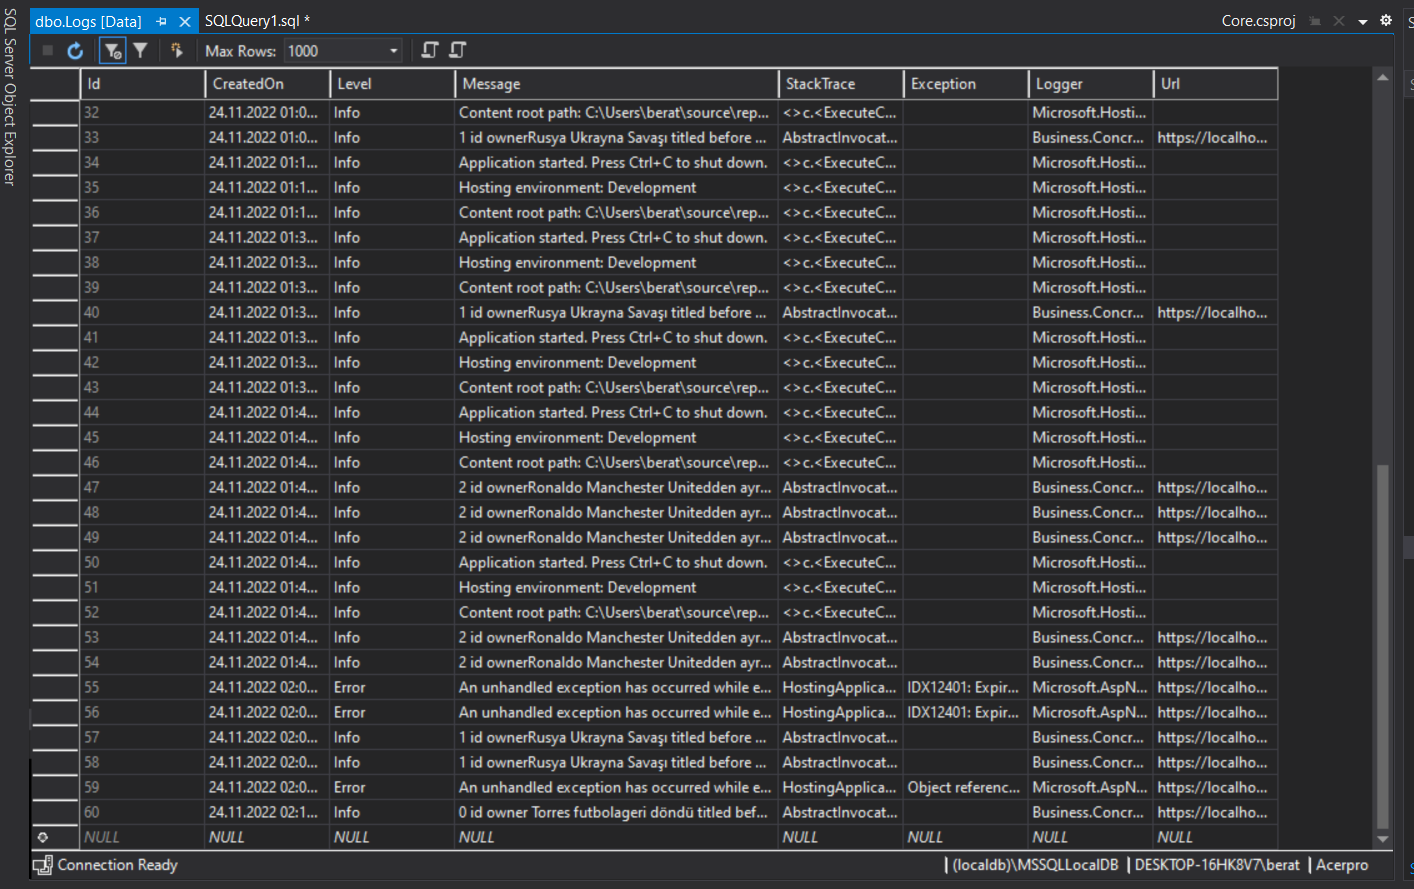 SQL Server Object Explorer
dbo.Logs [Data] SQLQuery1.sql * Core.csproj
Max Rows: 1000
Id CreatedOn Level Message StackTrace Exception Logger Url
32 24.11.2022 01:0... Info Content root path: C:\Users\berat\source\rep... <>c.<ExecuteC... Microsoft.Hosti...
33 24.11.2022 01:0... Info 1 id ownerRusya Ukrayna Savaşı titled before ... AbstractInvocat... Business.Concr... https://localho...
34 24.11.2022 01:1... Info Application started. Press Ctrl+C to shut down. <>c.<ExecuteC... Microsoft.Hosti...
35 24.11.2022 01:1... Info Hosting environment: Development <>c.<ExecuteC... Microsoft.Hosti...
36 24.11.2022 01:1... Info Content root path: C:\Users\berat\source\rep... <>c.<ExecuteC... Microsoft.Hosti...
37 24.11.2022 01:3... Info Application started. Press Ctrl+C to shut down. <>c.<ExecuteC... Microsoft.Hosti...
38 24.11.2022 01:3... Info Hosting environment: Development <>c.<ExecuteC... Microsoft.Hosti...
39 24.11.2022 01:3... Info Content root path: C:\Users\berat\source\rep... <>c.<ExecuteC... Microsoft.Hosti...
40 24.11.2022 01:3... Info 1 id ownerRusya Ukrayna Savaşı titled before ... AbstractInvocat... Business.Concr... https://localho...
41 24.11.2022 01:3... Info Application started. Press Ctrl+C to shut down. <>c.<ExecuteC... Microsoft.Hosti...
42 24.11.2022 01:3... Info Hosting environment: Development <>c.<ExecuteC... Microsoft.Hosti...
43 24.11.2022 01:3... Info Content root path: C:\Users\berat\source\rep... <>c.<ExecuteC... Microsoft.Hosti...
44 24.11.2022 01:4... Info Application started. Press Ctrl+C to shut down. <>c.<ExecuteC... Microsoft.Hosti...
45 24.11.2022 01:4... Info Hosting environment: Development <>c.<ExecuteC... Microsoft.Hosti...
46 24.11.2022 01:4... Info Content root path: C:\Users\berat\source\rep... <>c.<ExecuteC... Microsoft.Hosti...
47 24.11.2022 01:4... Info 2 id ownerRonaldo Manchester Unitedden ayr... AbstractInvocat... Business.Concr... https://localho...
48 24.11.2022 01:4... Info 2 id ownerRonaldo Manchester Unitedden ayr... AbstractInvocat... Business.Concr... https://localho...
49 24.11.2022 01:4... Info 2 id ownerRonaldo Manchester Unitedden ayr... AbstractInvocat... Business.Concr... https://localho...
50 24.11.2022 01:4... Info Application started. Press Ctrl+C to shut down. <>c.<ExecuteC... Microsoft.Hosti...
51 24.11.2022 01:4... Info Hosting environment: Development <>c.<ExecuteC... Microsoft.Hosti...
52 24.11.2022 01:4... Info Content root path: C:\Users\berat\source\rep... <>c.<ExecuteC... Microsoft.Hosti...
53 24.11.2022 01:4... Info 2 id ownerRonaldo Manchester Unitedden ayr... AbstractInvocat... Business.Concr... https://localho...
54 24.11.2022 01:4... Info 2 id ownerRonaldo Manchester Unitedden ayr... AbstractInvocat... Business.Concr... https://localho...
55 24.11.2022 02:0... Error An unhandled exception has occurred while e... HostingApplica... IDX12401: Expir... Microsoft.AspN... https://localho...
56 24.11.2022 02:0... Error An unhandled exception has occurred while e... HostingApplica... IDX12401: Expir... Microsoft.AspN... https://localho...
57 24.11.2022 02:0... Info 1 id ownerRusya Ukrayna Savaşı titled before ... AbstractInvocat... Business.Concr... https://localho...
58 24.11.2022 02:0... Info 1 id ownerRusya Ukrayna Savaşı titled before ... AbstractInvocat... Business.Concr... https://localho...
59 24.11.2022 02:0... Error An unhandled exception has occurred while e... HostingApplica... Object referenc... Microsoft.AspN... https://localho...
60 24.11.2022 02:1... Info 0 id owner Torres futbolageri döndü titled bef... AbstractInvocat... Business.Concr... https://localho...
NULL NULL NULL NULL NULL NULL NULL NULL
Connection Ready (localdb)\MSSQLLocalDB DESKTOP-16HK8V7\berat Acerpro